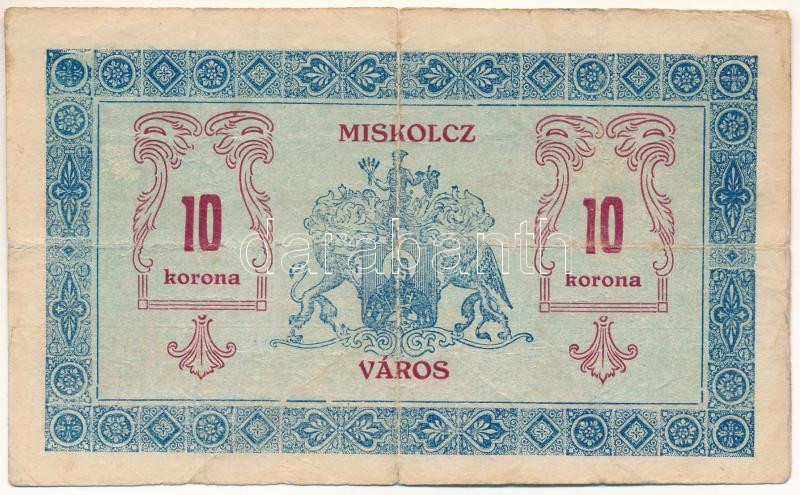 MISKOLCZ
10
korona
10
korona
darabanth
VÁROS